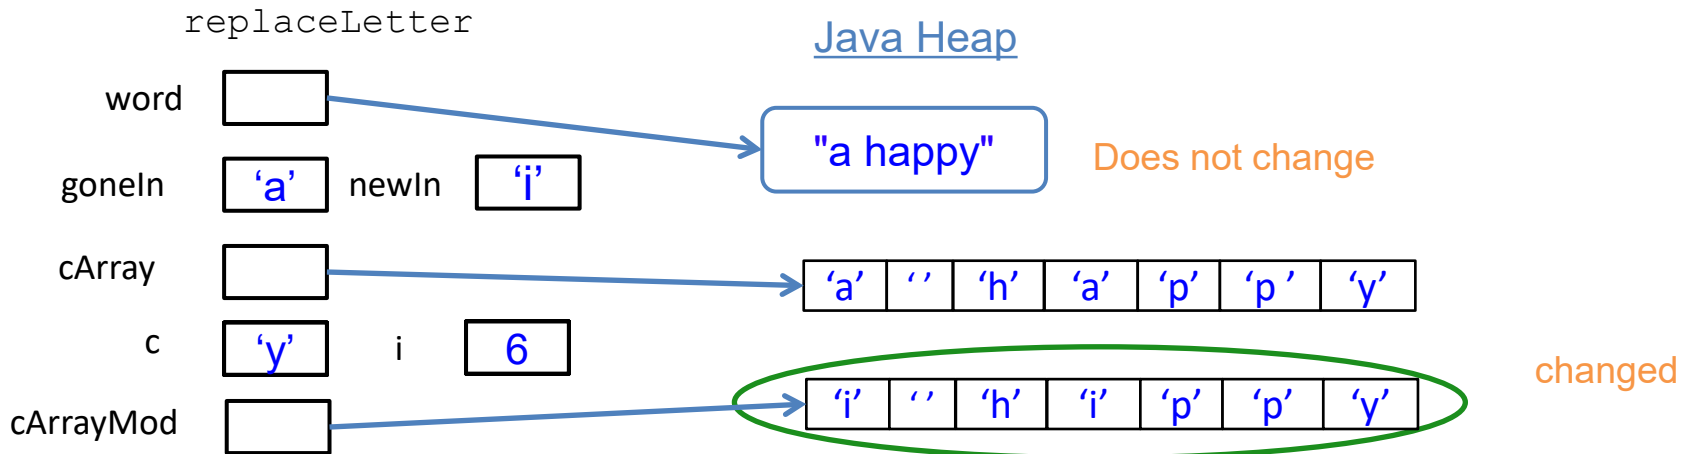 replaceLetter
Java Heap
word
"a happy"
Does not change
goneIn ‘a’ newIn ‘i’
cArray
‘a’ ‘ ’ ‘h’ ‘a’ ‘p’ ‘p ’ ‘y’
c ‘y’ i 6
changed
cArrayMod
‘i’ ‘ ’ ‘h’ ‘i’ ‘p’ ‘p’ ‘y’